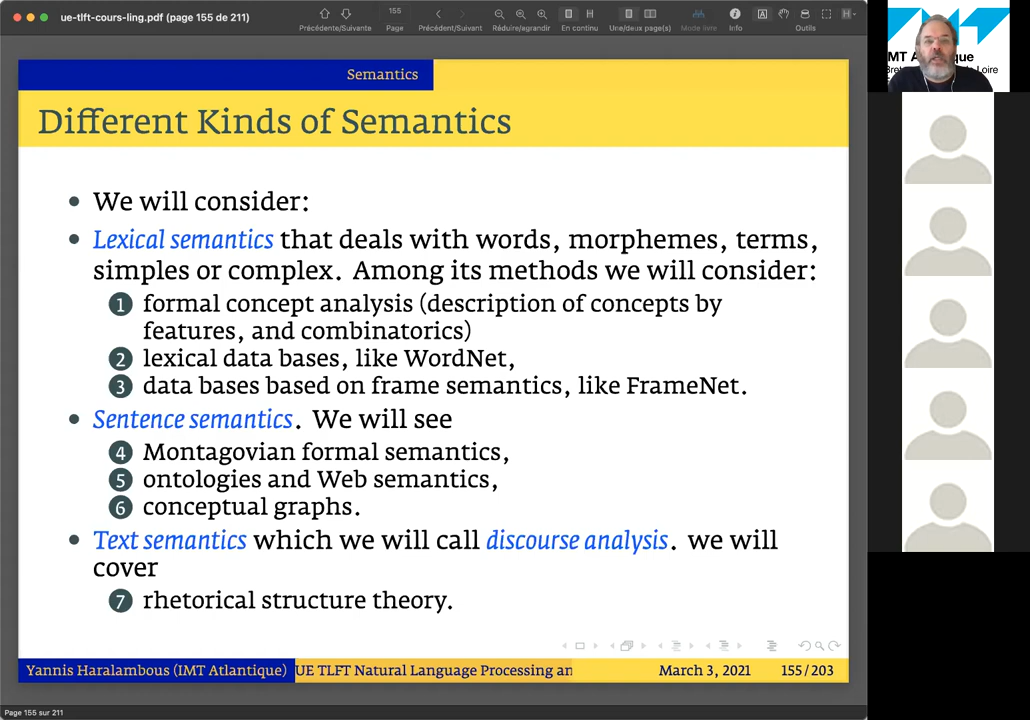 ue-tlft-cours-ling.pdf (page 155 de 211)
155
Précédente/Suivante
Page
Précédent/Suivant
Réduire/agrandir
En continu
Une/deux page(s)
Mode livre
Info
Outils
Semantics
Different Kinds of Semantics
• We will consider:
• Lexical semantics that deals with words, morphemes, terms,
simples or complex. Among its methods we will consider:
1 formal concept analysis (description of concepts by
features, and combinatorics)
2 lexical data bases, like WordNet,
3 data bases based on frame semantics, like FrameNet.
• Sentence semantics. We will see
4 Montagovian formal semantics,
5 ontologies and Web semantics,
6 conceptual graphs.
• Text semantics which we will call discourse analysis. we will
cover
7 rhetorical structure theory.
Yannis Haralambous (IMT Atlantique)
UE TLFT Natural Language Processing an
March 3, 2021
155/203
Page 155 sur 211